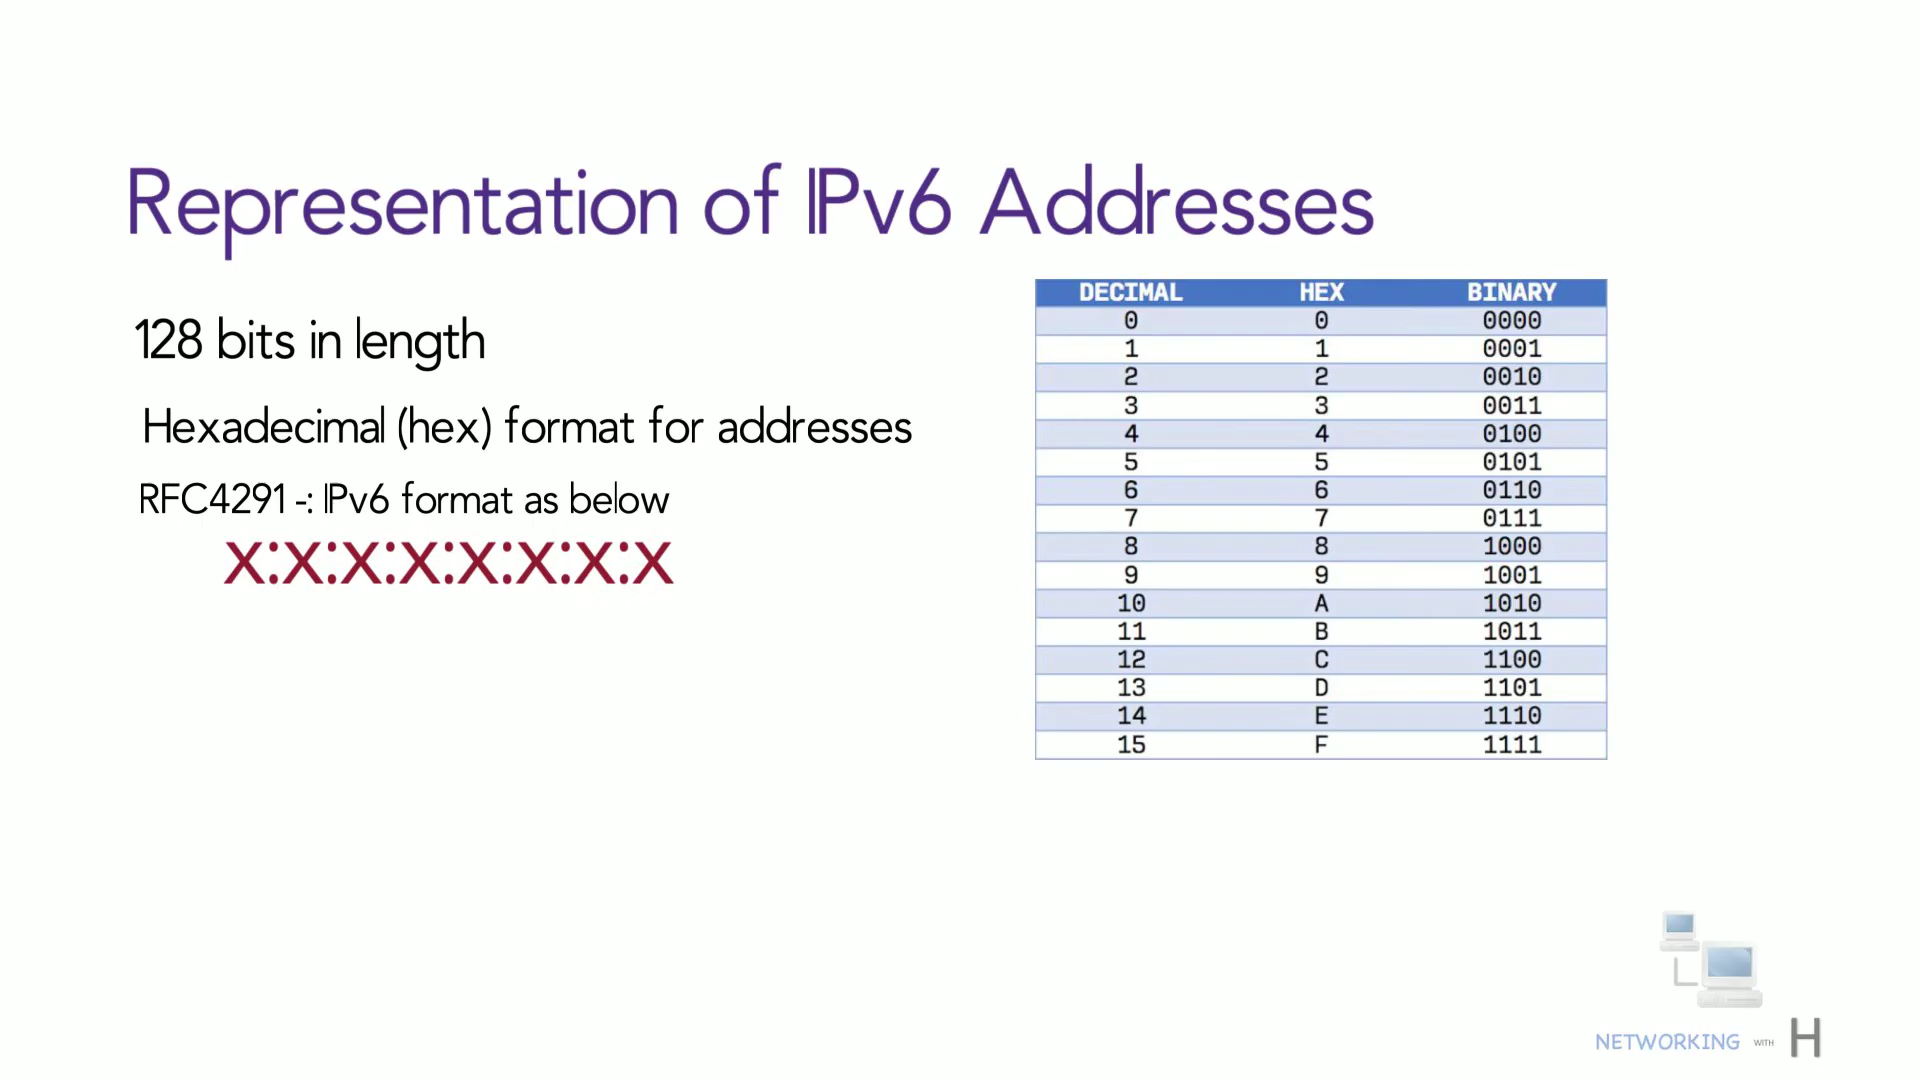 Representation of IPv6 Addresses
128 bits in length
Hexadecimal (hex) format for addresses
RFC4291 -: IPv6 format as below
x:x:x:x:x:x:x:x
DECIMAL HEX BINARY
0 0 0000
1 1 0001
2 2 0010
3 3 0011
4 4 0100
5 5 0101
6 6 0110
7 7 0111
8 8 1000
9 9 1001
10 A 1010
11 B 1011
12 C 1100
13 D 1101
14 E 1110
15 F 1111
NETWORKING WITH H